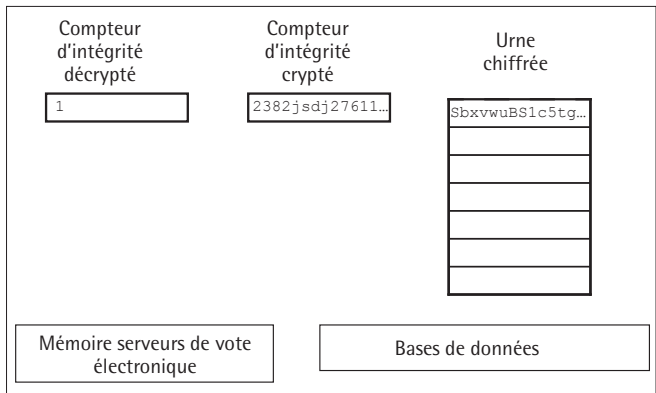 Compteur
d'intégrité
décrypté
Compteur
d'intégrité
crypté
Urne
chiffrée
1
2382jsdj27611…
SbxvwuBS1c5tg…
Mémoire serveurs de vote
électronique
Bases de données